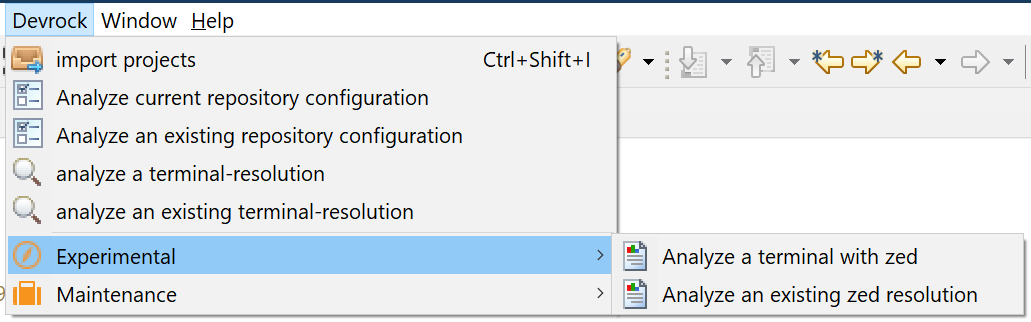 Devrock Window Help
import projects Ctrl+Shift+I
Analyze current repository configuration
Analyze an existing repository configuration
analyze a terminal-resolution
analyze an existing terminal-resolution
Experimental
Analyze a terminal with zed
Maintenance
Analyze an existing zed resolution